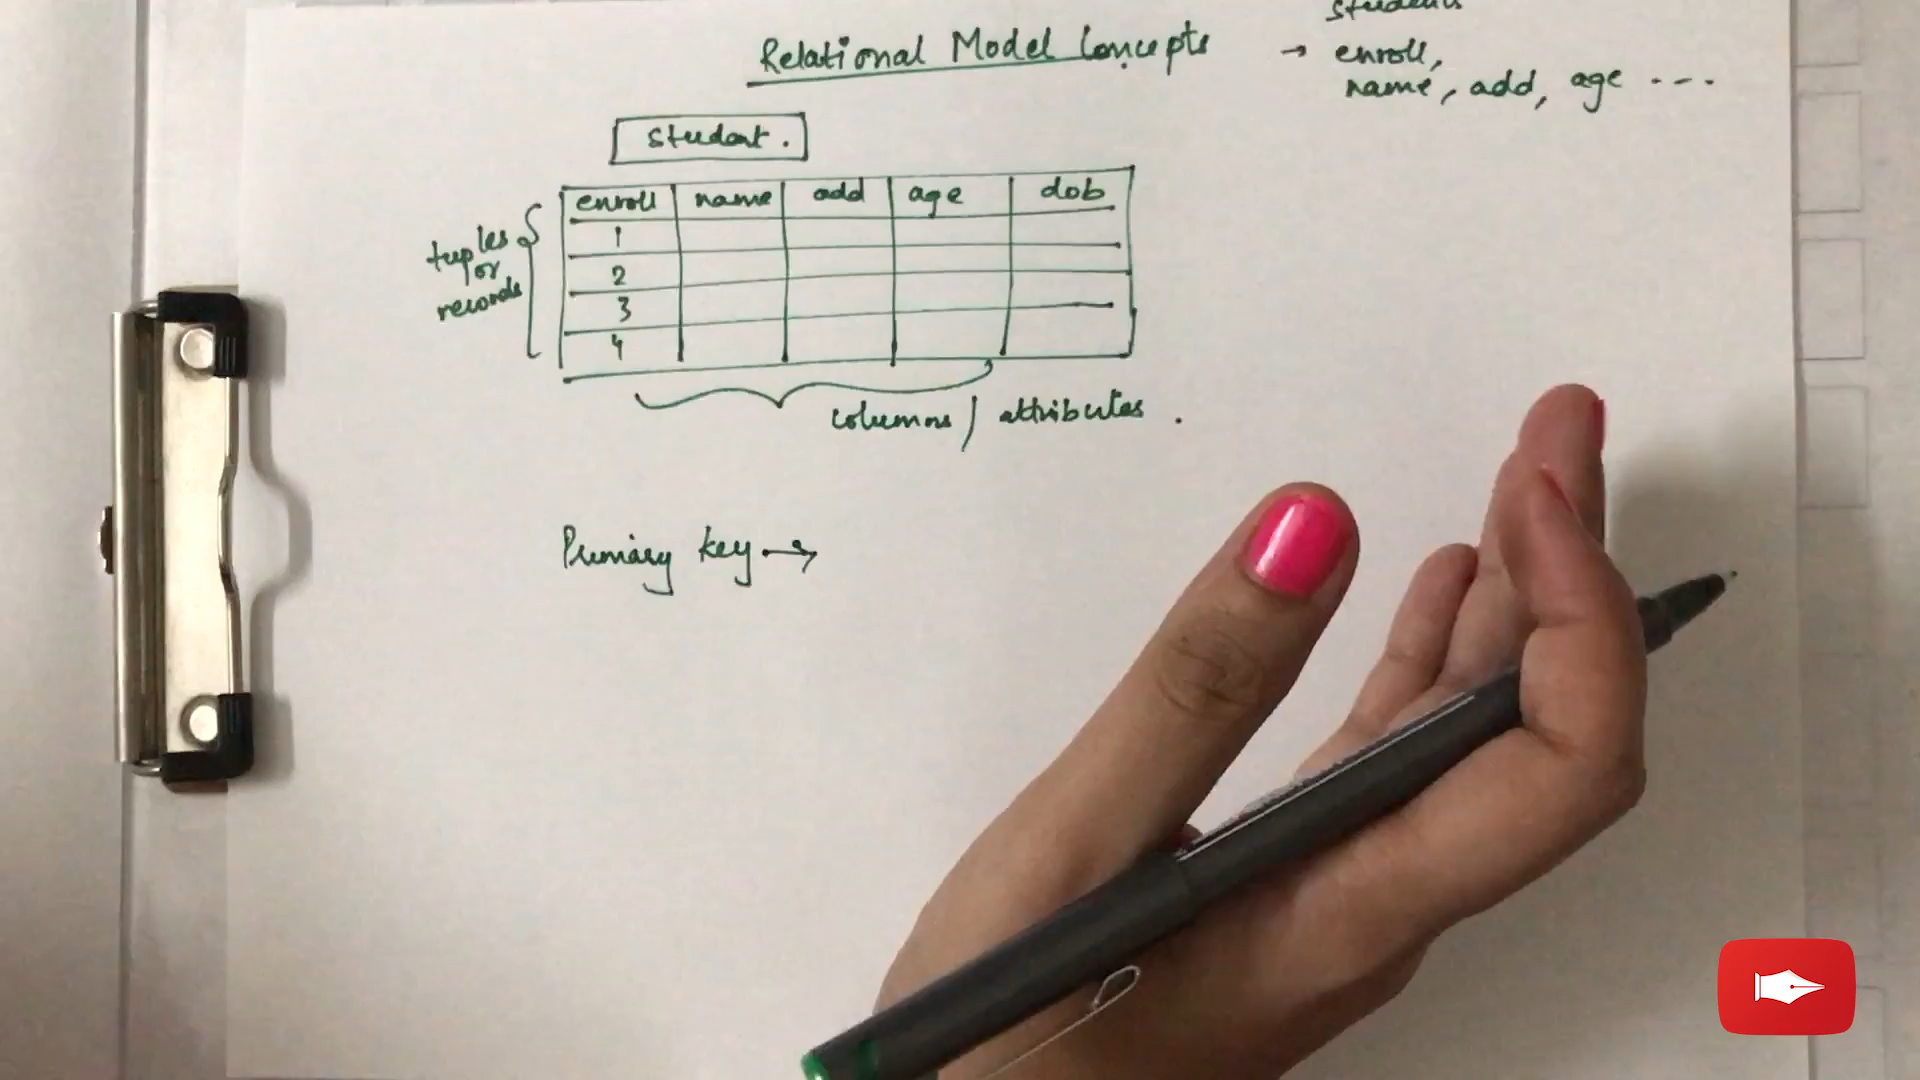 Relational Model Concepts
students
→ enroll,
name, add, age ---.
student.
enroll name add age dob
1
2
3
4
tuples
or
records
columns / attributes .
Primary key →